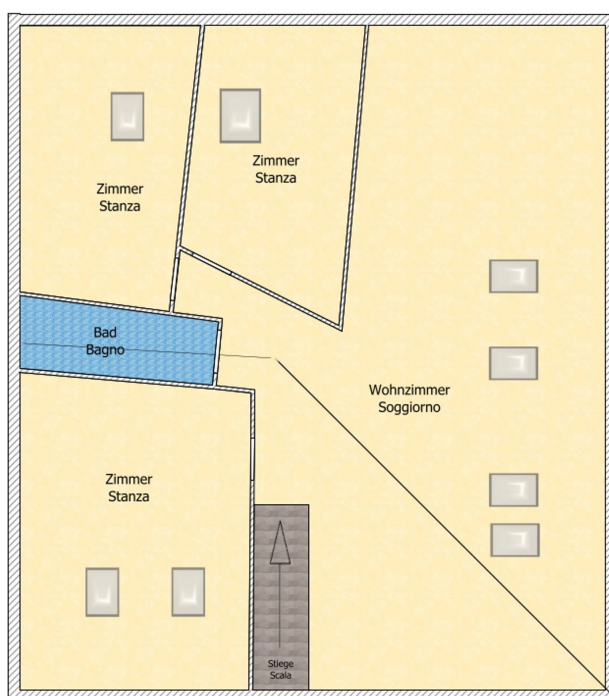 Zimmer
Stanza
Zimmer
Stanza
Bad
Bagno
Wohnzimmer
Soggiorno
Zimmer
Stanza
Stiege
Scala